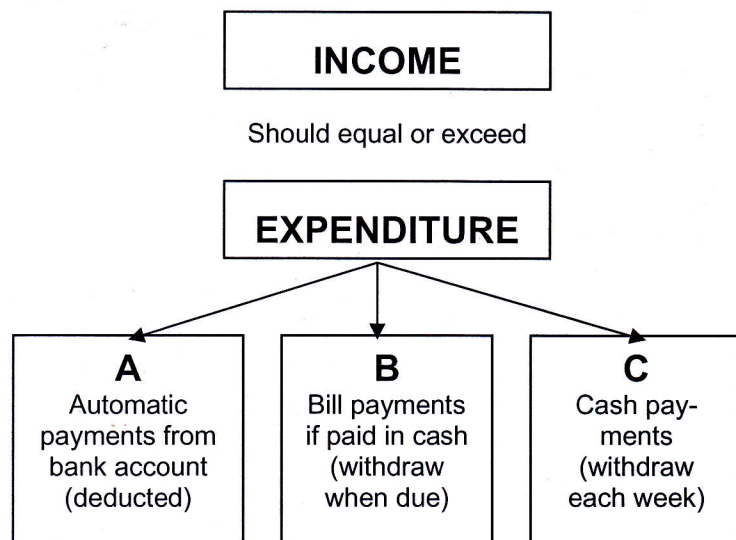 INCOME
Should equal or exceed
EXPENDITURE
A
Automatic
payments from
bank account
(deducted)
B
Bill payments
if paid in cash
(withdraw
when due)
C
Cash pay-
ments
(withdraw
each week)